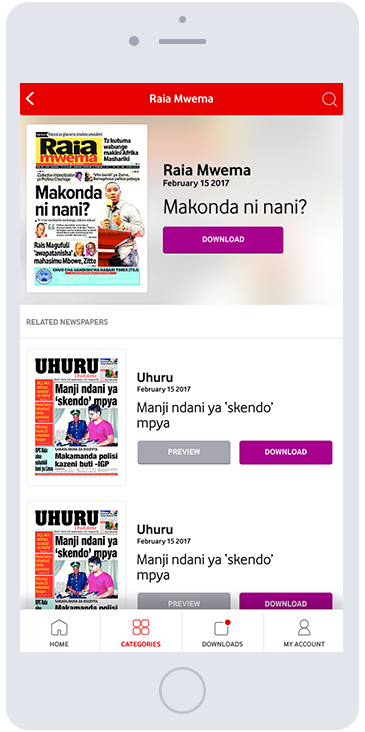 Raia Mwema
Raia
mwema
Tz kutuma
wabunge
makini Afrika
Mashariki
Makonda
ni nani?
Rais Magufuli
'awapatanisha'
mahasimu Mbowe, Zitto
Raia Mwema
February 15 2017
Makonda ni nani?
DOWNLOAD
RELATED NEWSPAPERS
UHURU
Manji ndani ya
'skendo' mpya
Makamanda polisi
kazeni buti -IGP
Uhuru
February 15 2017
Manji ndani ya 'skendo'
mpya
PREVIEW
DOWNLOAD
UHURU
Manji ndani ya
'skendo' mpya
Makamanda polisi
Uhuru
February 15 2017
Manji ndani ya 'skendo'
mpya
PREVIEW
DOWNLOAD
HOME
CATEGORIES
DOWNLOADS
MY ACCOUNT